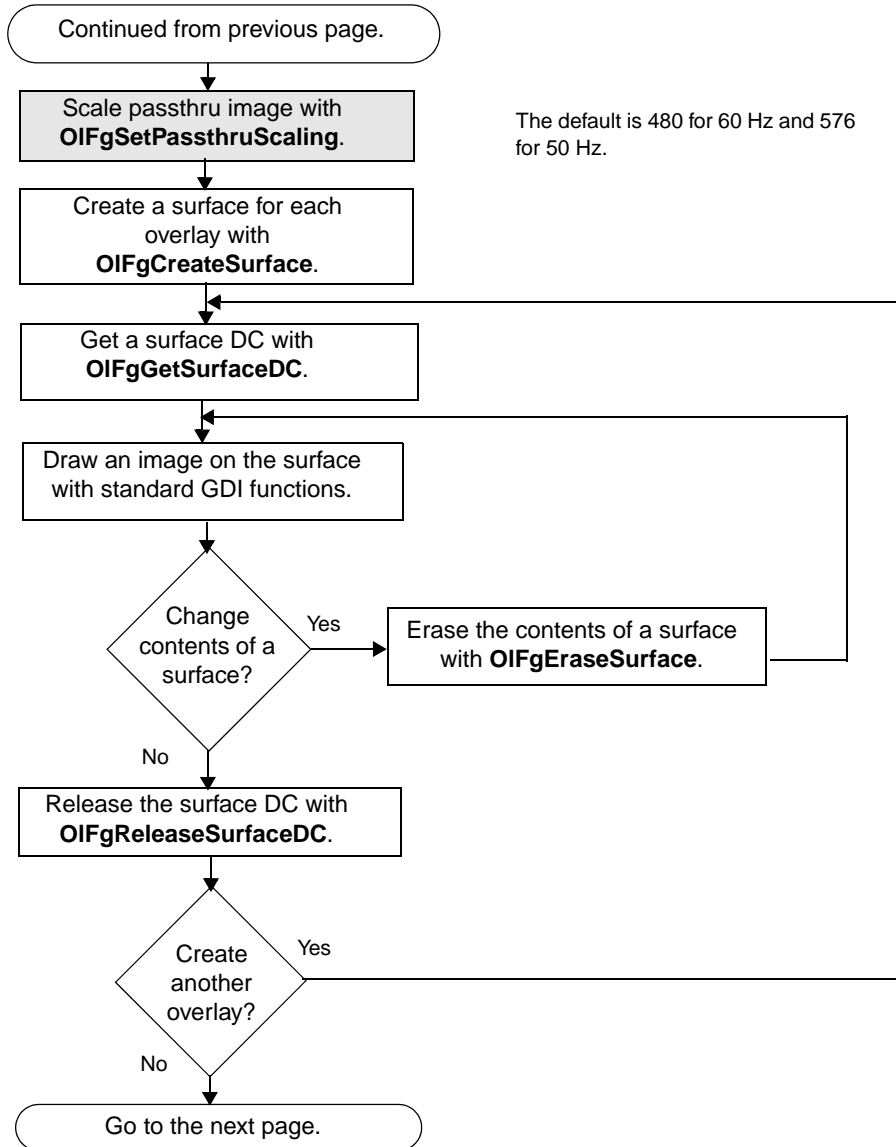 Continued from previous page.
Scale passthru image with
OlFgSetPassthruScaling.
The default is 480 for 60 Hz and 576
for 50 Hz.
Create a surface for each
overlay with
OlFgCreateSurface.
Get a surface DC with
OlFgGetSurfaceDC.
Draw an image on the surface
with standard GDI functions.
Change
contents of a
surface?
Yes
Erase the contents of a surface
with OlFgEraseSurface.
No
Release the surface DC with
OlFgReleaseSurfaceDC.
Create
another
overlay?
Yes
No
Go to the next page.